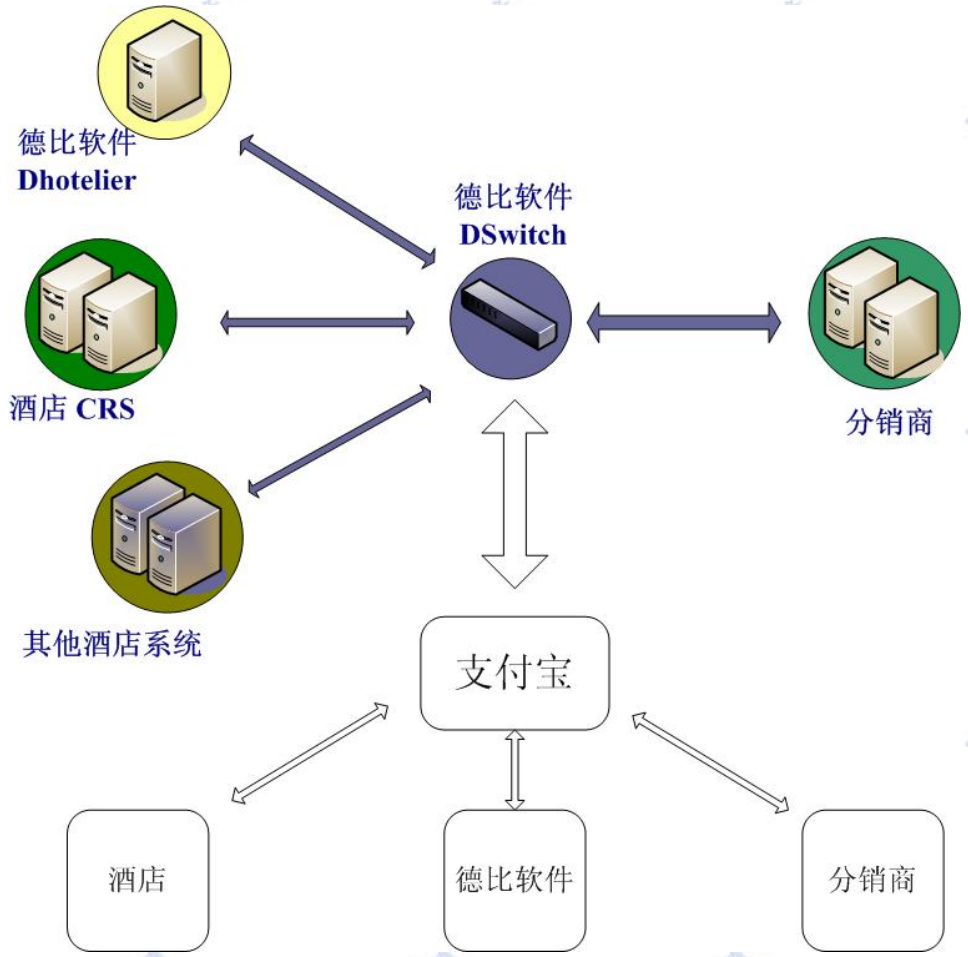 德比软件
Dhotelier
德比软件
DSwitch
酒店 CRS
分销商
其他酒店系统
支付宝
酒店
德比软件
分销商